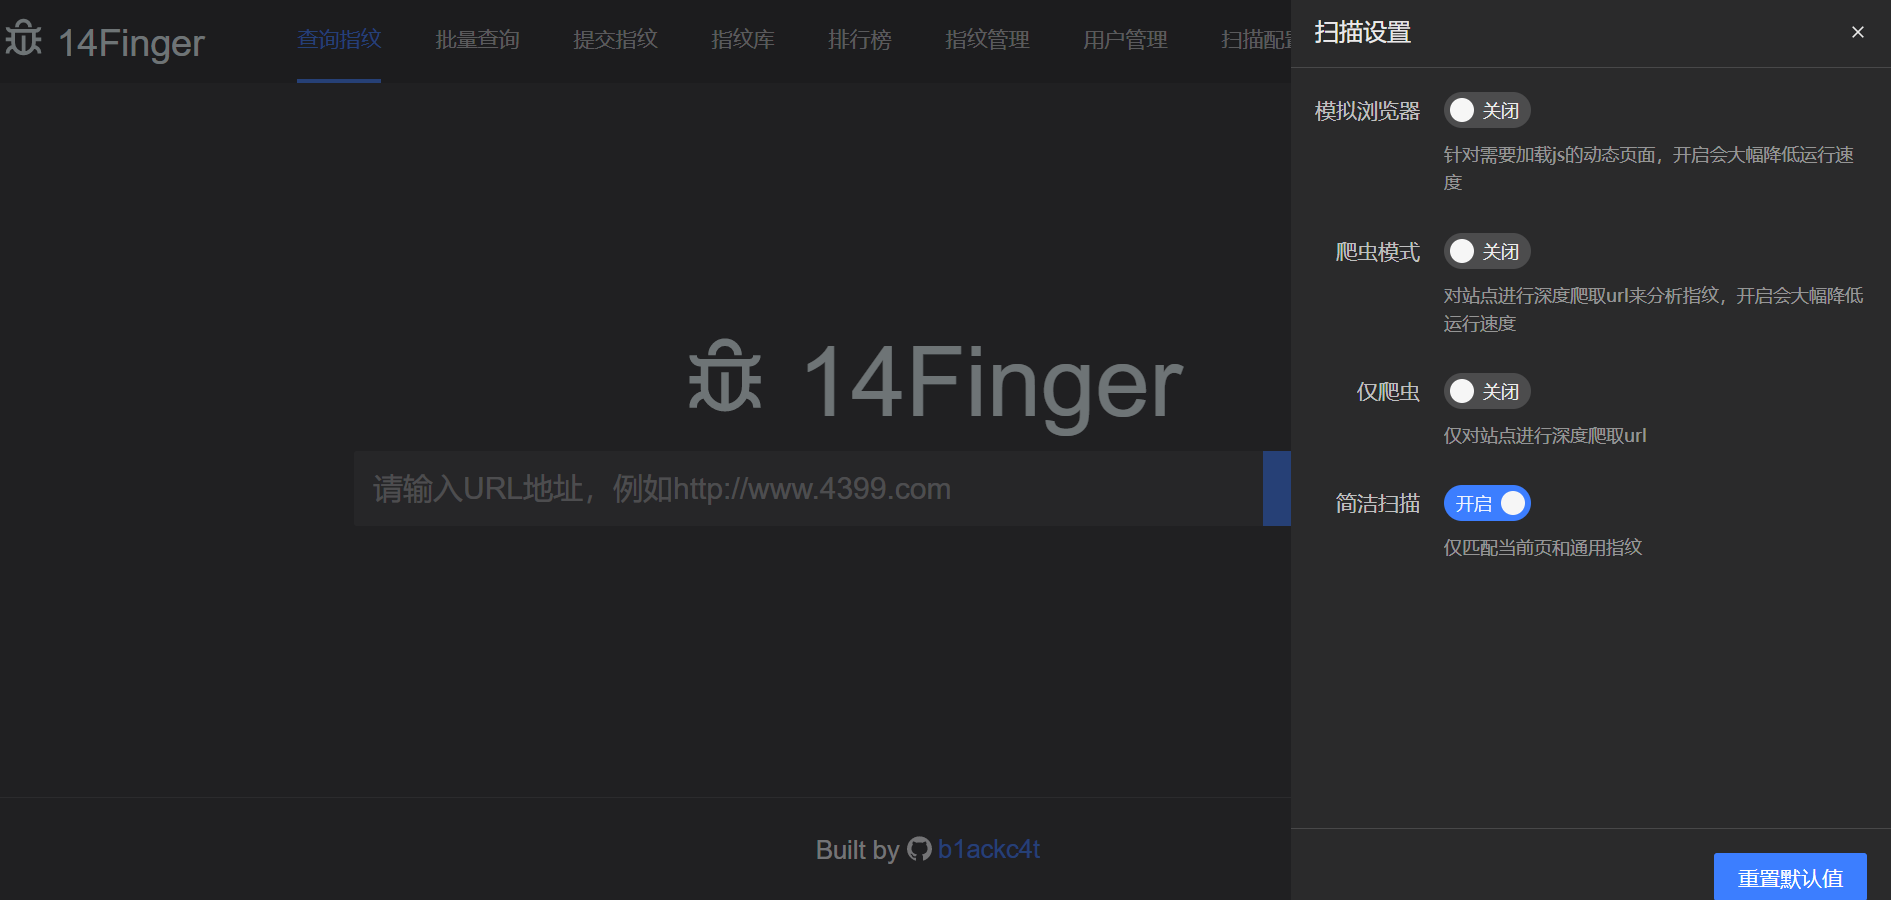 14Finger
查询指纹 批量查询 提交指纹 指纹库 排行榜 指纹管理 用户管理 扫描配置
14Finger
请输入URL地址，例如http://www.4399.com
Built by b1ackc4t
扫描设置
模拟浏览器 关闭
针对需要加载js的动态页面，开启会大幅降低运行速
度
爬虫模式 关闭
对站点进行深度爬取url来分析指纹，开启会大幅降低
运行速度
仅爬虫 关闭
仅对站点进行深度爬取url
简洁扫描 开启
仅匹配当前页和通用指纹
重置默认值